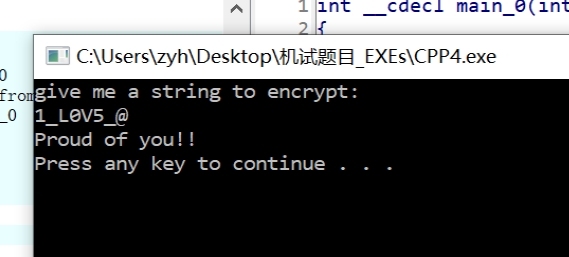 1 int __cdecl main_0(int
2 {
C:\Users\zyh\Desktop\机试题目_EXEs\CPP4.exe
0
from
_0
give me a string to encrypt:
1_L0V5_@
Proud of you!!
Press any key to continue . . .